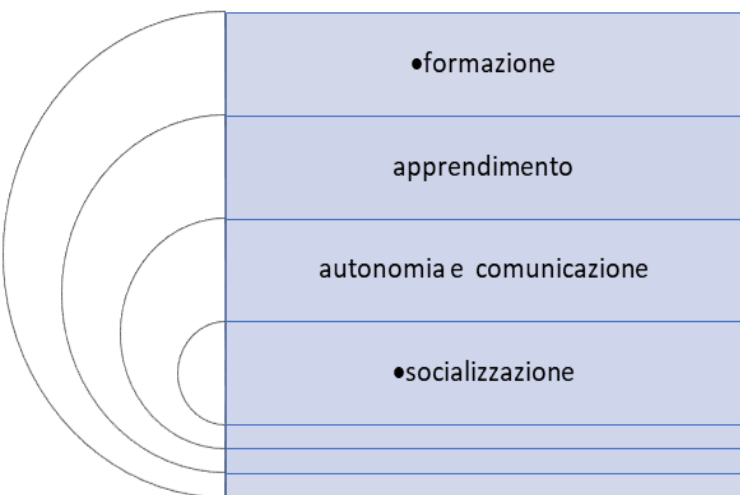 •formazione
apprendimento
autonomia e comunicazione
•socializzazione